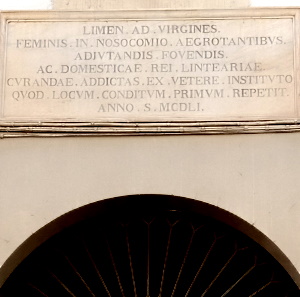 LIMEN . AD . VIRGINES .
FEMINIS . IN . NOSOCOMIO . AEGROTANTIBVS .
ADIVTANDIS . FOVENDIS .
AC . DOMESTICAE . REI . LINTEARIAE .
CVRANDAE . ADDICTAS . EX . VETERE . INSTITVTO
QVOD . LOCVM . CONDITVM . PRIMVM . REPETIT .
ANNO . S . MCDLI .